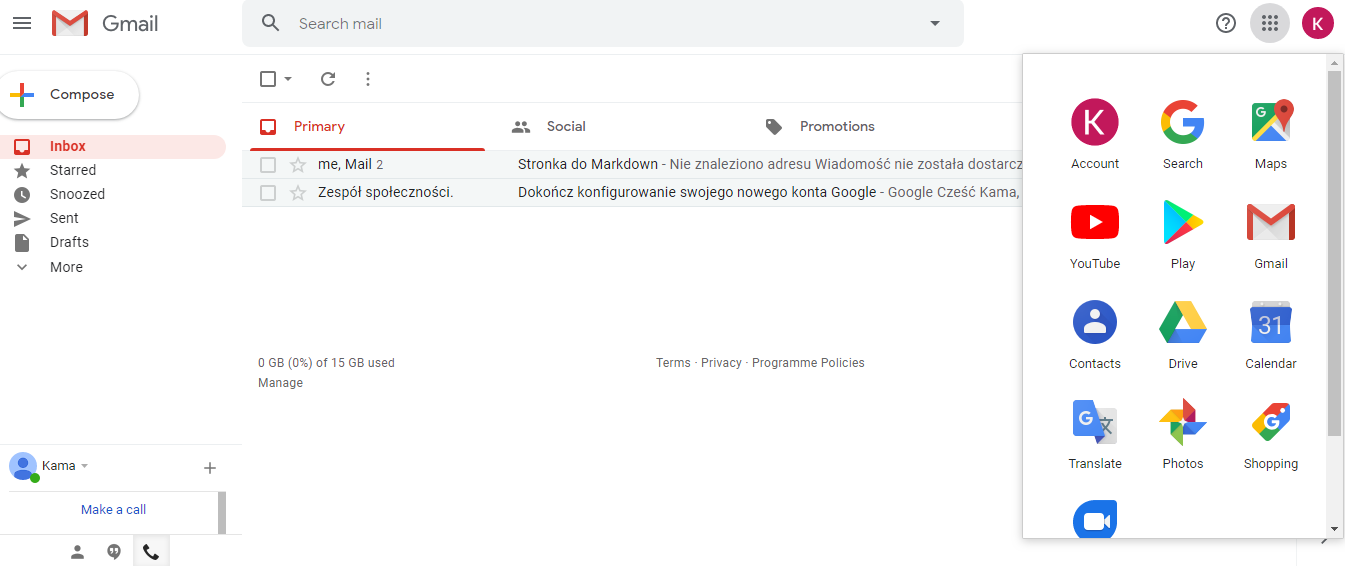 Gmail
Search mail
K
Compose
Inbox
Starred
Snoozed
Sent
Drafts
More
Primary
Social
Promotions
me, Mail 2 Stronka do Markdown - Nie znaleziono adresu Wiadomość nie została dostarcz
Zespół społeczności. Dokończ konfigurowanie swojego nowego konta Google - Google Cześć Kama,
0 GB (0%) of 15 GB used
Manage
Terms · Privacy · Programme Policies
Kama
Make a call
K
Account
G
Search
G
Maps
YouTube
Play
Gmail
Contacts
Drive
31
Calendar
G 文
Translate
Photos
G
Shopping